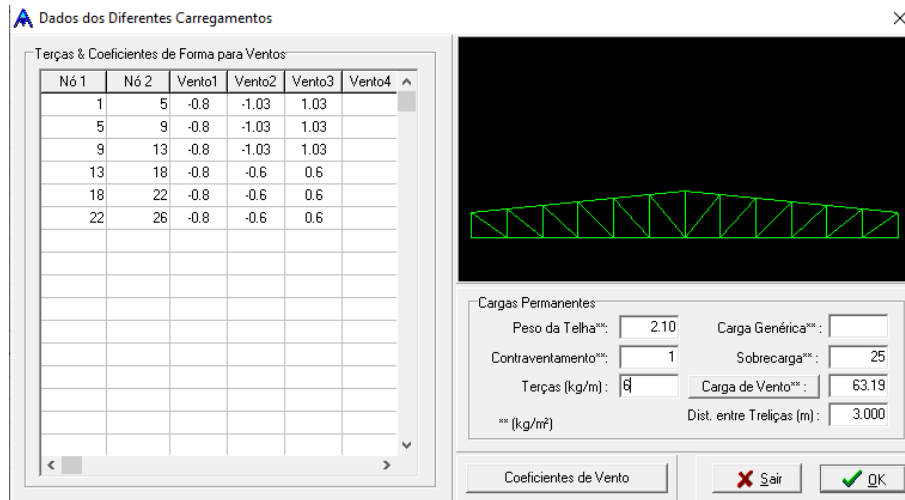 Dados dos Diferentes Carregamentos
Terças & Coeficientes de Forma para Ventos
Nó 1 Nó 2 Vento1 Vento2 Vento3 Vento4
1 5 -0.8 -1.03 1.03
5 9 -0.8 -1.03 1.03
9 13 -0.8 -1.03 1.03
13 18 -0.8 -0.6 0.6
18 22 -0.8 -0.6 0.6
22 26 -0.8 -0.6 0.6
Cargas Permanentes
Peso da Telha**: 2.10 Carga Genérica** :
Contraventamento**: 1 Sobrecarga** : 25
Terças (kg/m) : 6 Carga de Vento** : 63.19
** (kg/m²) Dist. entre Treliças (m) : 3.000
Coeficientes de Vento Sair OK